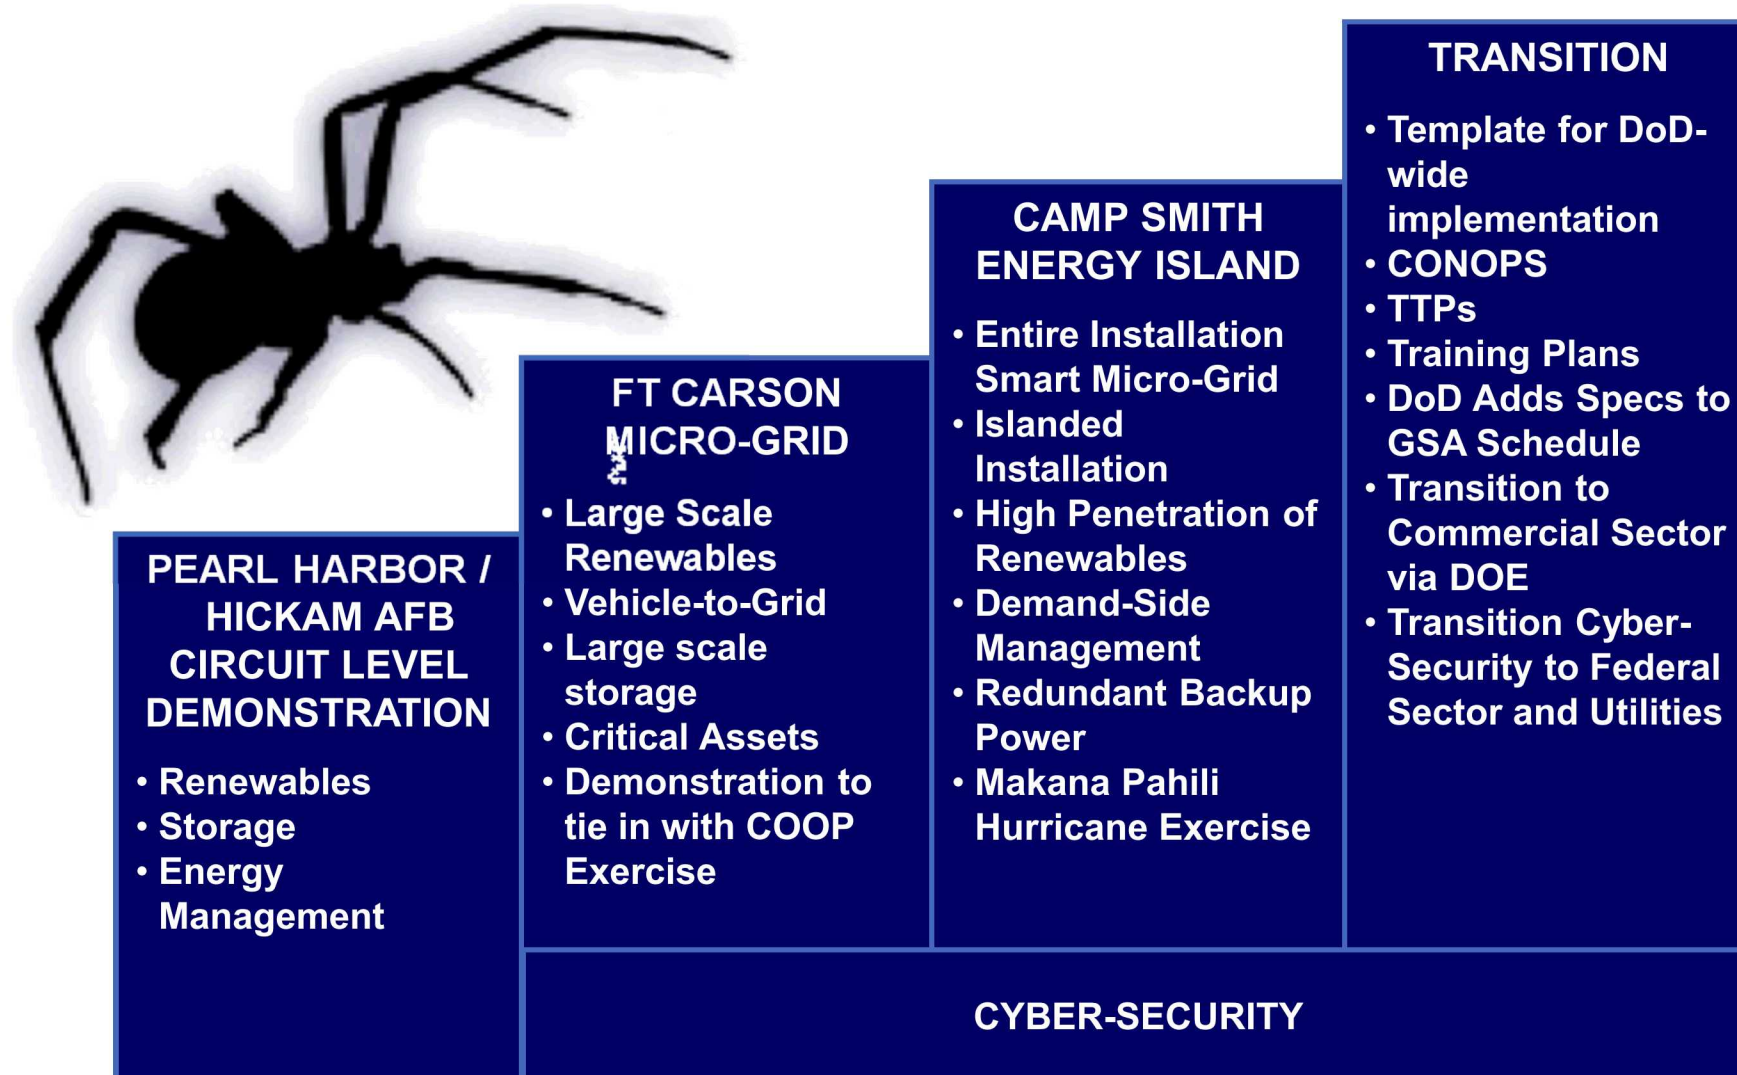 PEARL HARBOR /
HICKAM AFB
CIRCUIT LEVEL
DEMONSTRATION
• Renewables
• Storage
• Energy
Management
FT CARSON
MICRO-GRID
• Large Scale
Renewables
• Vehicle-to-Grid
• Large scale
storage
• Critical Assets
• Demonstration to
tie in with COOP
Exercise
CAMP SMITH
ENERGY ISLAND
• Entire Installation
Smart Micro-Grid
• Islanded
Installation
• High Penetration of
Renewables
• Demand-Side
Management
• Redundant Backup
Power
• Makana Pahili
Hurricane Exercise
TRANSITION
• Template for DoD-
wide
implementation
• CONOPS
• TTPs
• Training Plans
• DoD Adds Specs to
GSA Schedule
• Transition to
Commercial Sector
via DOE
• Transition Cyber-
Security to Federal
Sector and Utilities
CYBER-SECURITY